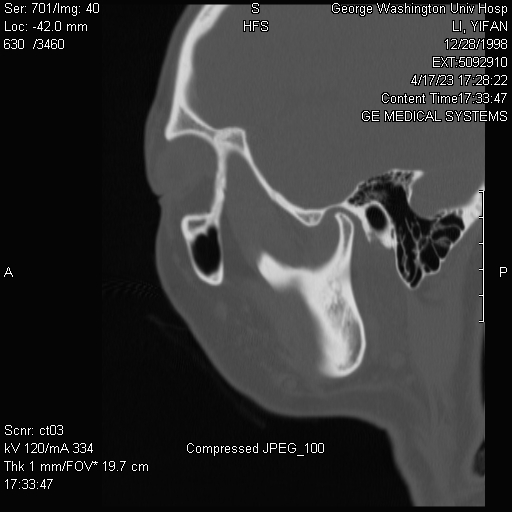 Ser: 701/Img: 40
Loc: -42.0 mm
630 /3460
S
HFS
George Washington Univ Hosp
LI, YIFAN
12/28/1998
EXT:5092910
4/17/23 17:28:22
Content Time17:33:47
GE MEDICAL SYSTEMS
A
P
Scnr: ct03
kV 120/mA 334
Thk 1 mm/FOV* 19.7 cm
17:33:47
Compressed JPEG_100